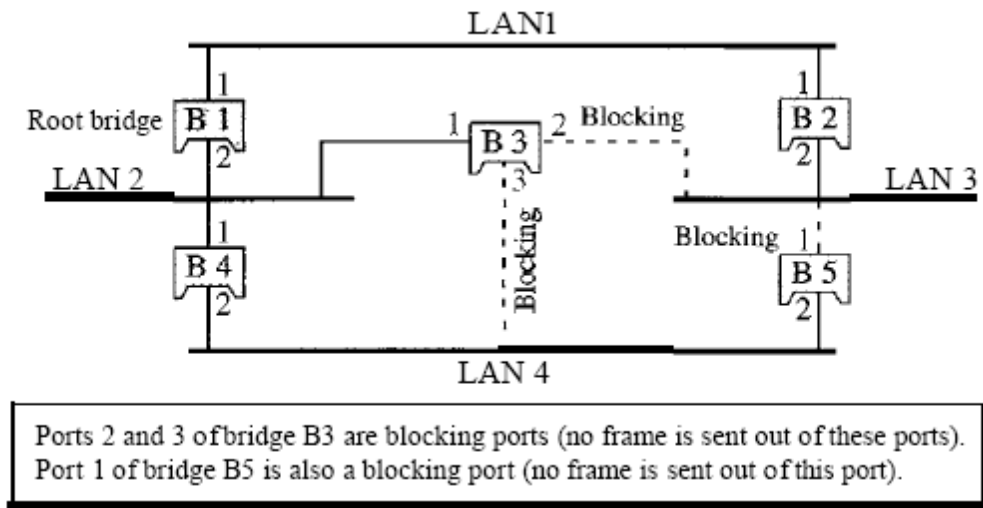 LAN1
1
1
Root bridge
B 1
1
B 3
2
Blocking
B 2
2
2
LAN 2
3
LAN 3
1
Blocking
Blocking
1
B 4
B 5
2
2
LAN 4
Ports 2 and 3 of bridge B3 are blocking ports (no frame is sent out of these ports).
Port 1 of bridge B5 is also a blocking port (no frame is sent out of this port).